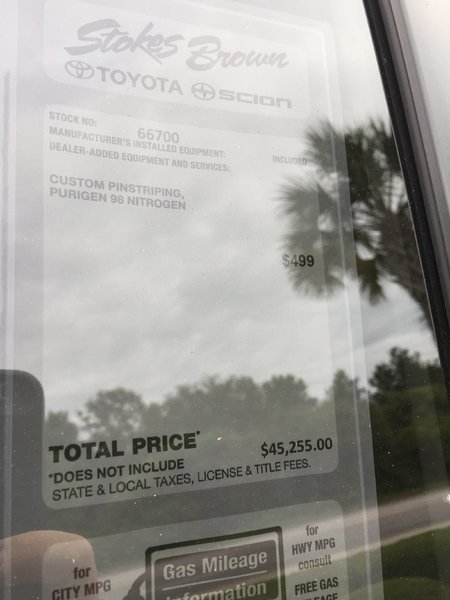 Stokes Brown
TOYOTA SCION
STOCK NO: 66700
MANUFACTURER'S INSTALLED EQUIPMENT: INCLUDED
DEALER-ADDED EQUIPMENT AND SERVICES:
CUSTOM PINSTRIPING,
PURIGEN 98 NITROGEN
$499
TOTAL PRICE* $45,255.00
*DOES NOT INCLUDE
STATE & LOCAL TAXES, LICENSE & TITLE FEES.
for
CITY MPG
Gas Mileage
Information
for
HWY MPG
consult
FREE GAS